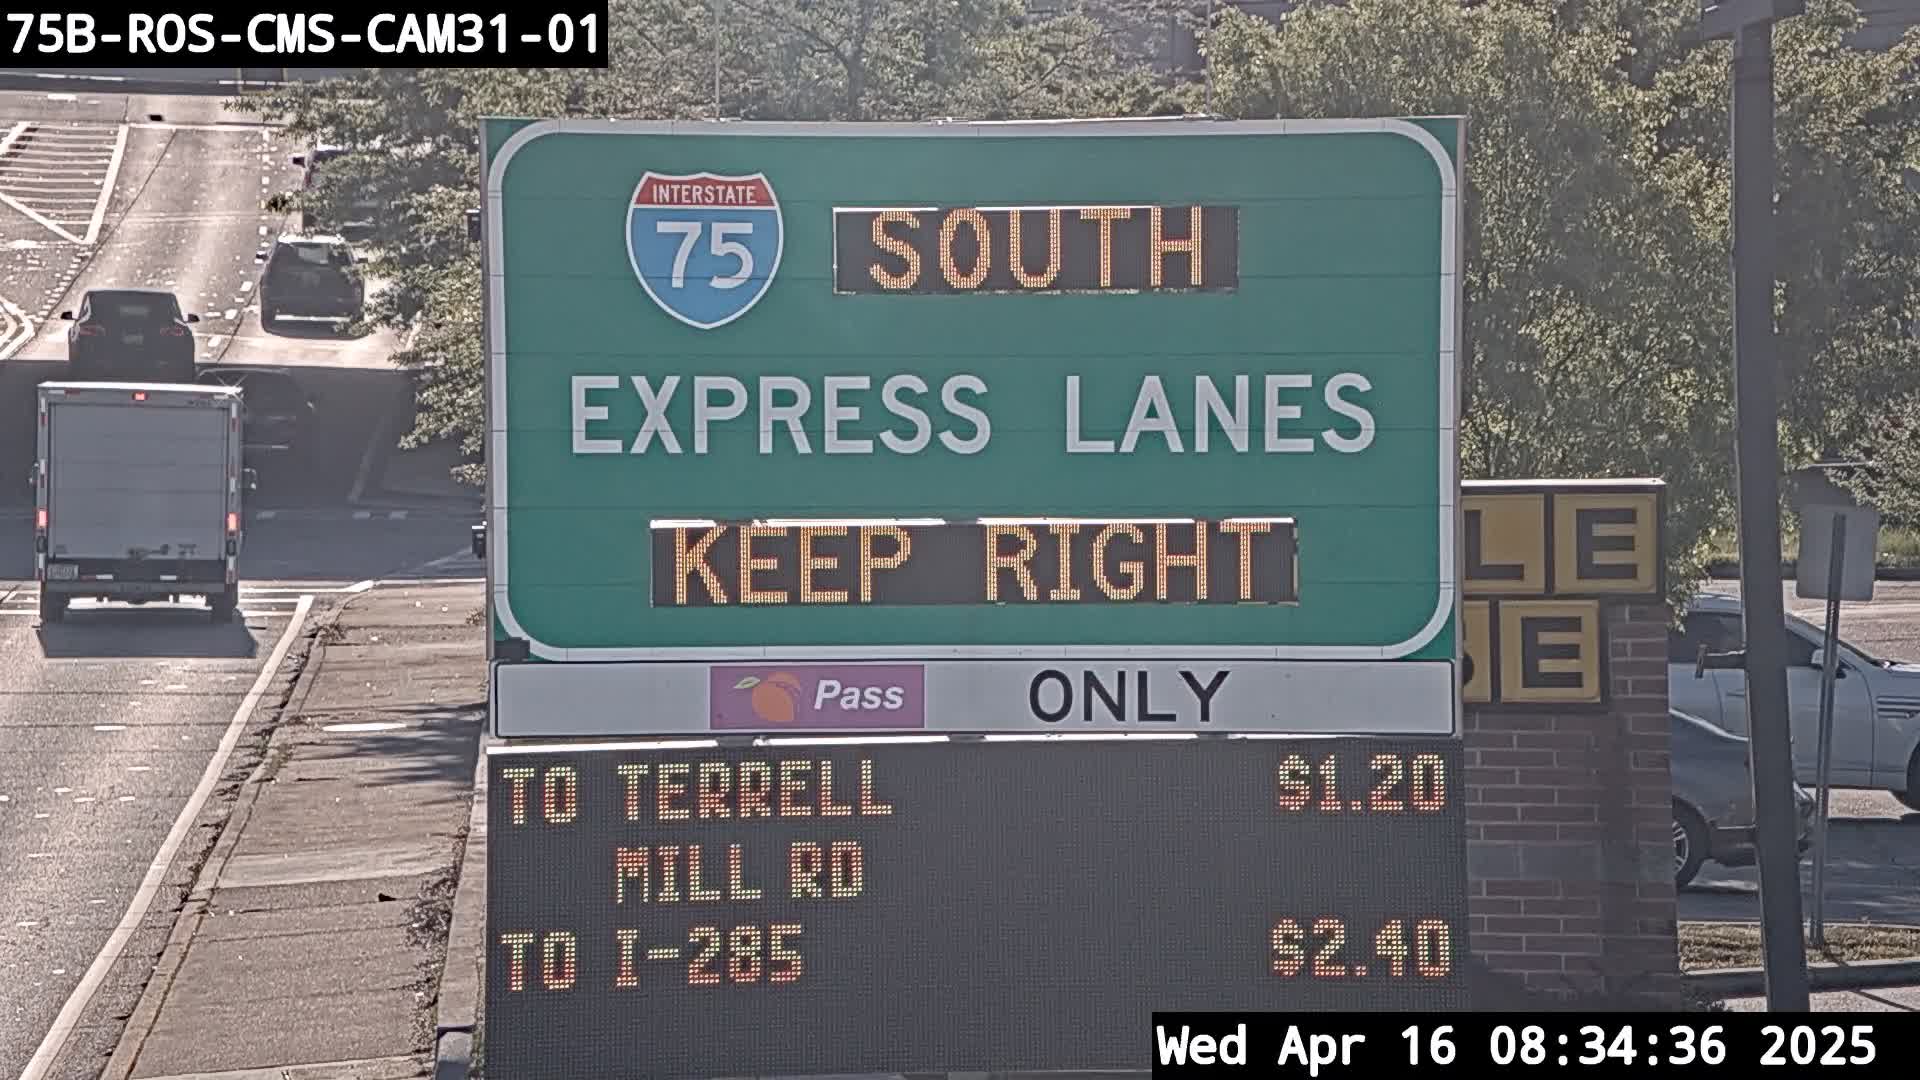 75B-ROS-CMS-CAM31-01
INTERSTATE
75
SOUTH
EXPRESS LANES
KEEP RIGHT
Pass ONLY
LE
E
TO TERRELL $1.20
MILL RD
TO I-285 $2.40
Wed Apr 16 08:34:36 2025